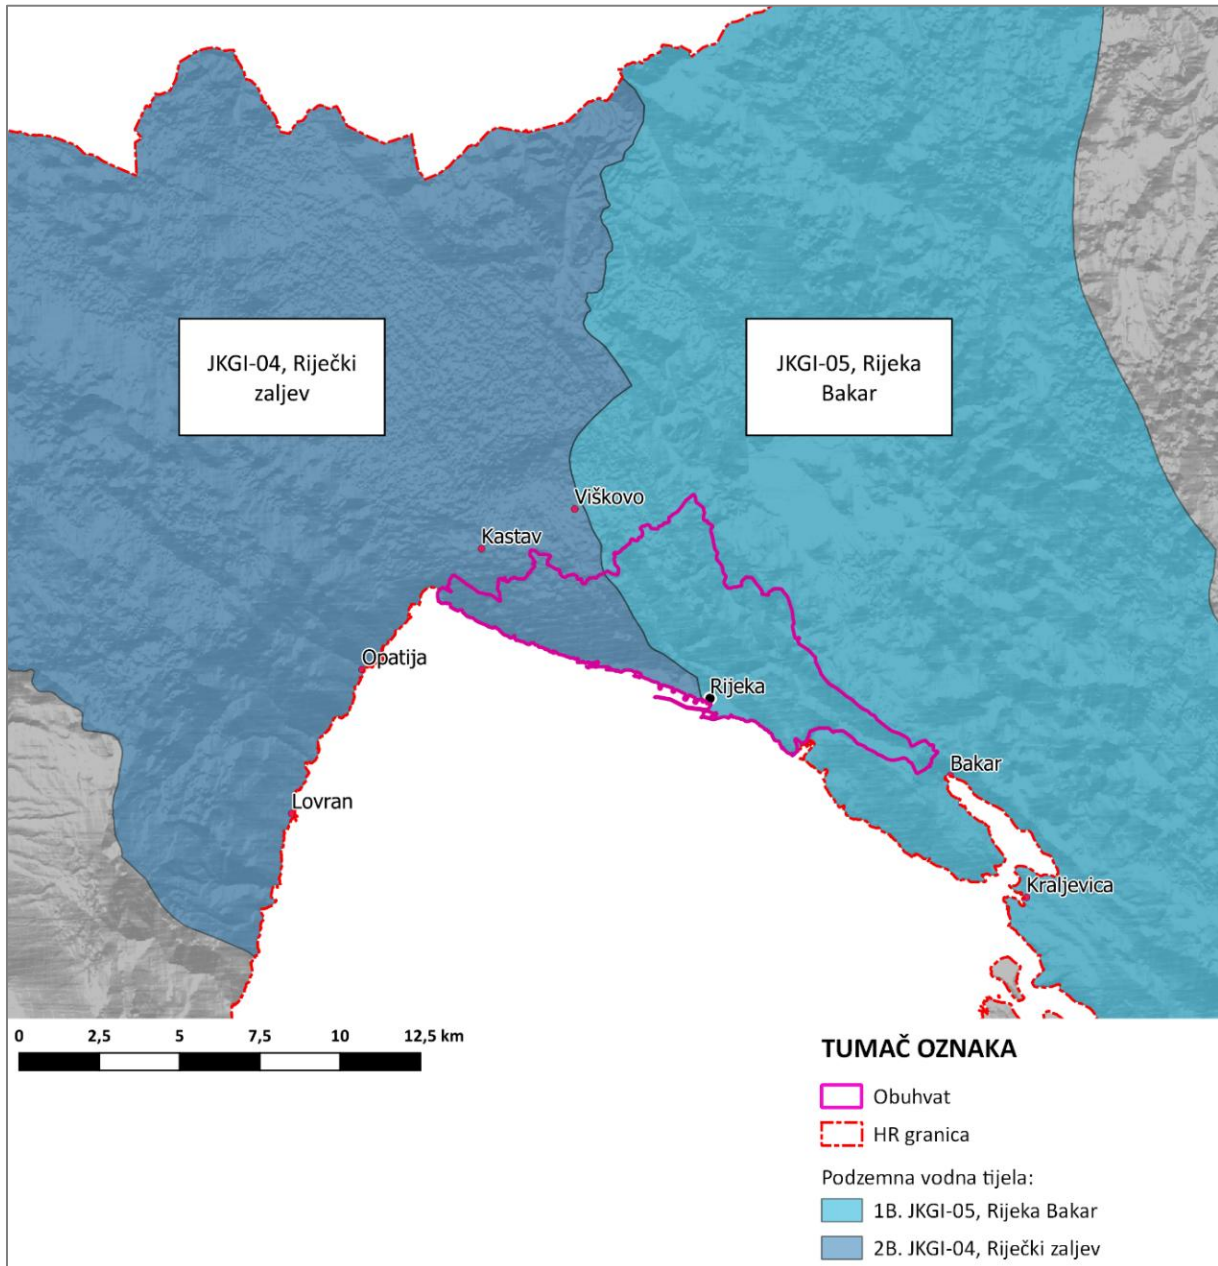 JKGI-04, Riječki
zaljev
JKGI-05, Rijeka
Bakar
Viškovo
Kastav
Opatija
Rijeka
Bakar
Lovran
Kraljevica
0 2,5 5 7,5 10 12,5 km
TUMAČ OZNAKA
Obuhvat
HR granica
Podzemna vodna tijela:
1B. JKGI-05, Rijeka Bakar
2B. JKGI-04, Riječki zaljev